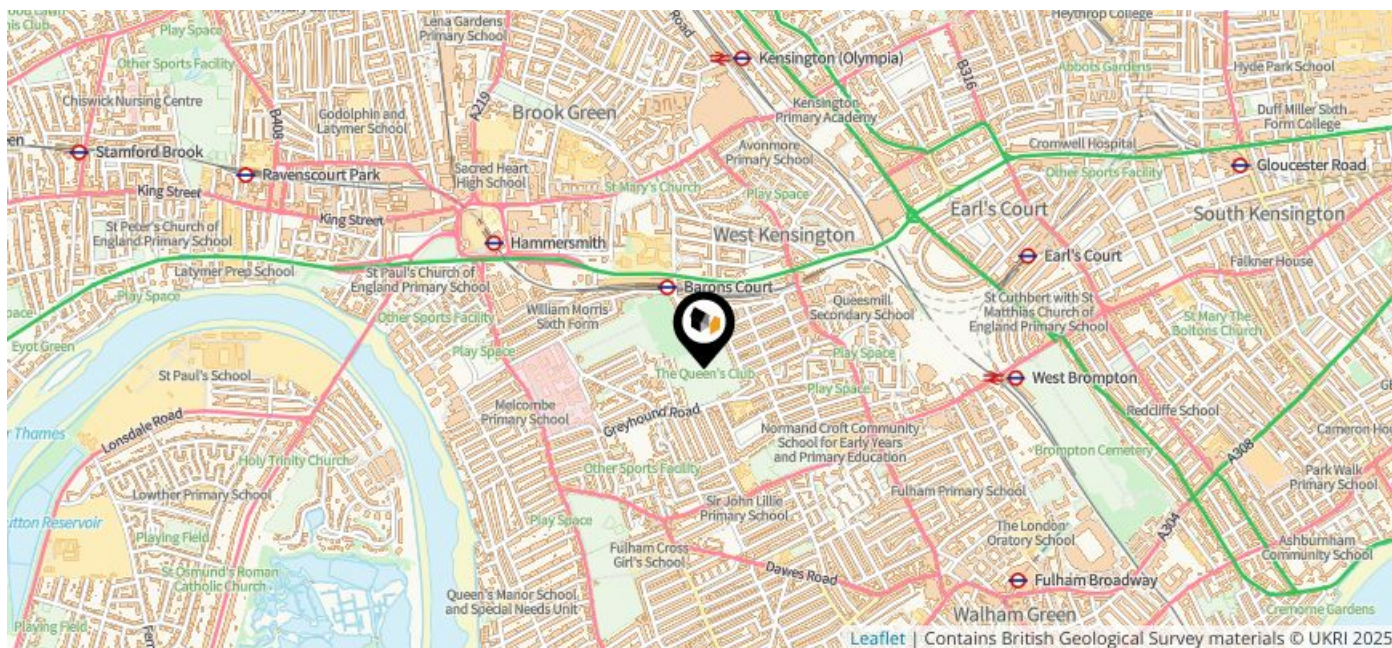 Heythrop College
Lena Gardens
Primary School
Play Space
Other Sports Facility
Road
Kensington (Olympia)
B316
Abbots Gardens
Hyde Park School
Chiswick Nursing Centre
B408
Godolphin and
Latymer School
A219
Brook Green
Kensington
Primary Academy
Duff Miller Sixth
Form College
Stamford Brook
Ravenscourt Park
Sacred Heart
High School
Avonmore
Primary School
Cromwell Hospital
Other Sports Facility
Gloucester Road
King Street
King Street
St Mary's Church
Play Space
Earl's Court
South Kensington
St Peter's Church of
England Primary School
Hammersmith
West Kensington
Earl's Court
Falkner House
Latymer Prep School
St Paul's Church of
England Primary School
Barons Court
Play Space
Other Sports Facility
William Morris
Sixth Form
Queensmill
Secondary School
St Cuthbert with St
Matthias Church of
England Primary School
St Mary The
Boltons Church
Eyot Green
Play Space
Play Space
St Paul's School
The Queen's Club
Play Space
West Brompton
Lonsdale Road
Melcombe
Primary School
Greyhound Road
Redcliffe School
Thames
Normand Croft Community
School for Early Years
and Primary Education
Brompton Cemetery
A308
Holy Trinity Church
Other Sports Facility
Park Walk
Primary School
Lowther Primary School
Fulham Primary School
Sir John Lillie
Primary School
Reservoir
Playing Field
Play Space
The London
Oratory School
A304
Ashburnham
Community School
Fulham Cross
Girl's School
St Osmund's Roman
Catholic Church
Dawes Road
Fulham Broadway
Queen's Manor School
and Special Needs Unit
Walham Green
Cremorne Gardens
Playing Field
Leaflet | Contains British Geological Survey materials © UKRI 2025